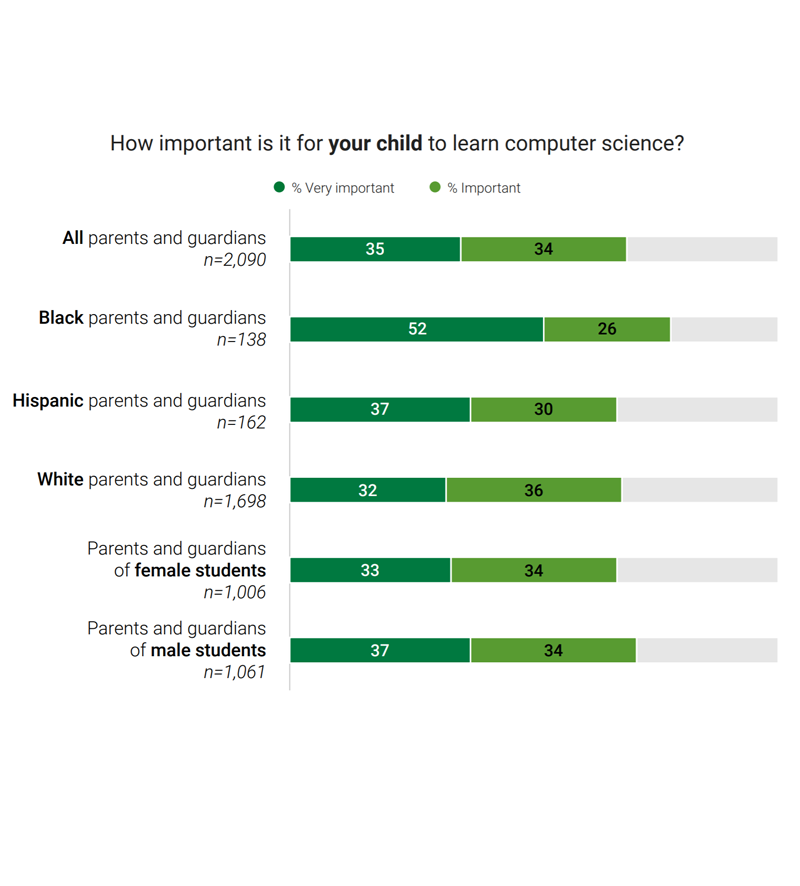 How important is it for your child to learn computer science?
% Very important % Important
All parents and guardians
n=2,090
35 34
Black parents and guardians
n=138
52 26
Hispanic parents and guardians
n=162
37 30
White parents and guardians
n=1,698
32 36
Parents and guardians
of female students
n=1,006
33 34
Parents and guardians
of male students
n=1,061
37 34